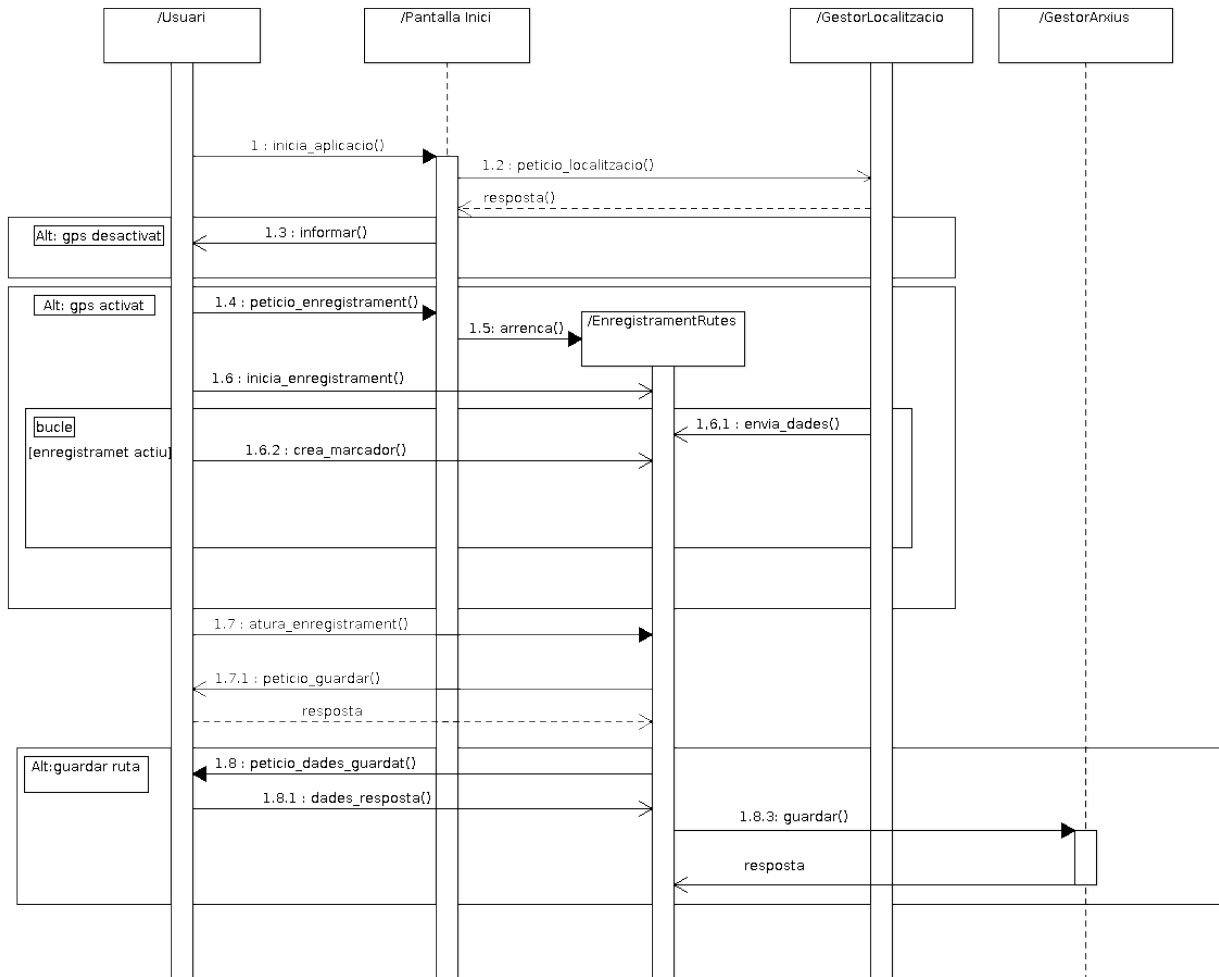 /Usuari
/Pantalla Inici
/GestorLocalitzacio
/GestorArxius
1 : inicia_aplicacio()
1.2 : peticio_localitzacio()
resposta()
Alt: gps desactivat
1.3 : informar()
Alt: gps activat
1.4 : peticio_enregistrament()
/EnregistramentRutes
1.5: arrenca()
1.6 : inicia_enregistrament()
bucle
1,6,1 : envia_dades()
[enregistramet actiu]
1.6.2 : crea_marcador()
1.7 : atura_enregistrament()
1.7.1 : peticio_guardar()
resposta
Alt:guardar ruta
1.8 : peticio_dades_guardat()
1.8.1 : dades_resposta()
1.8.3: guardar()
resposta